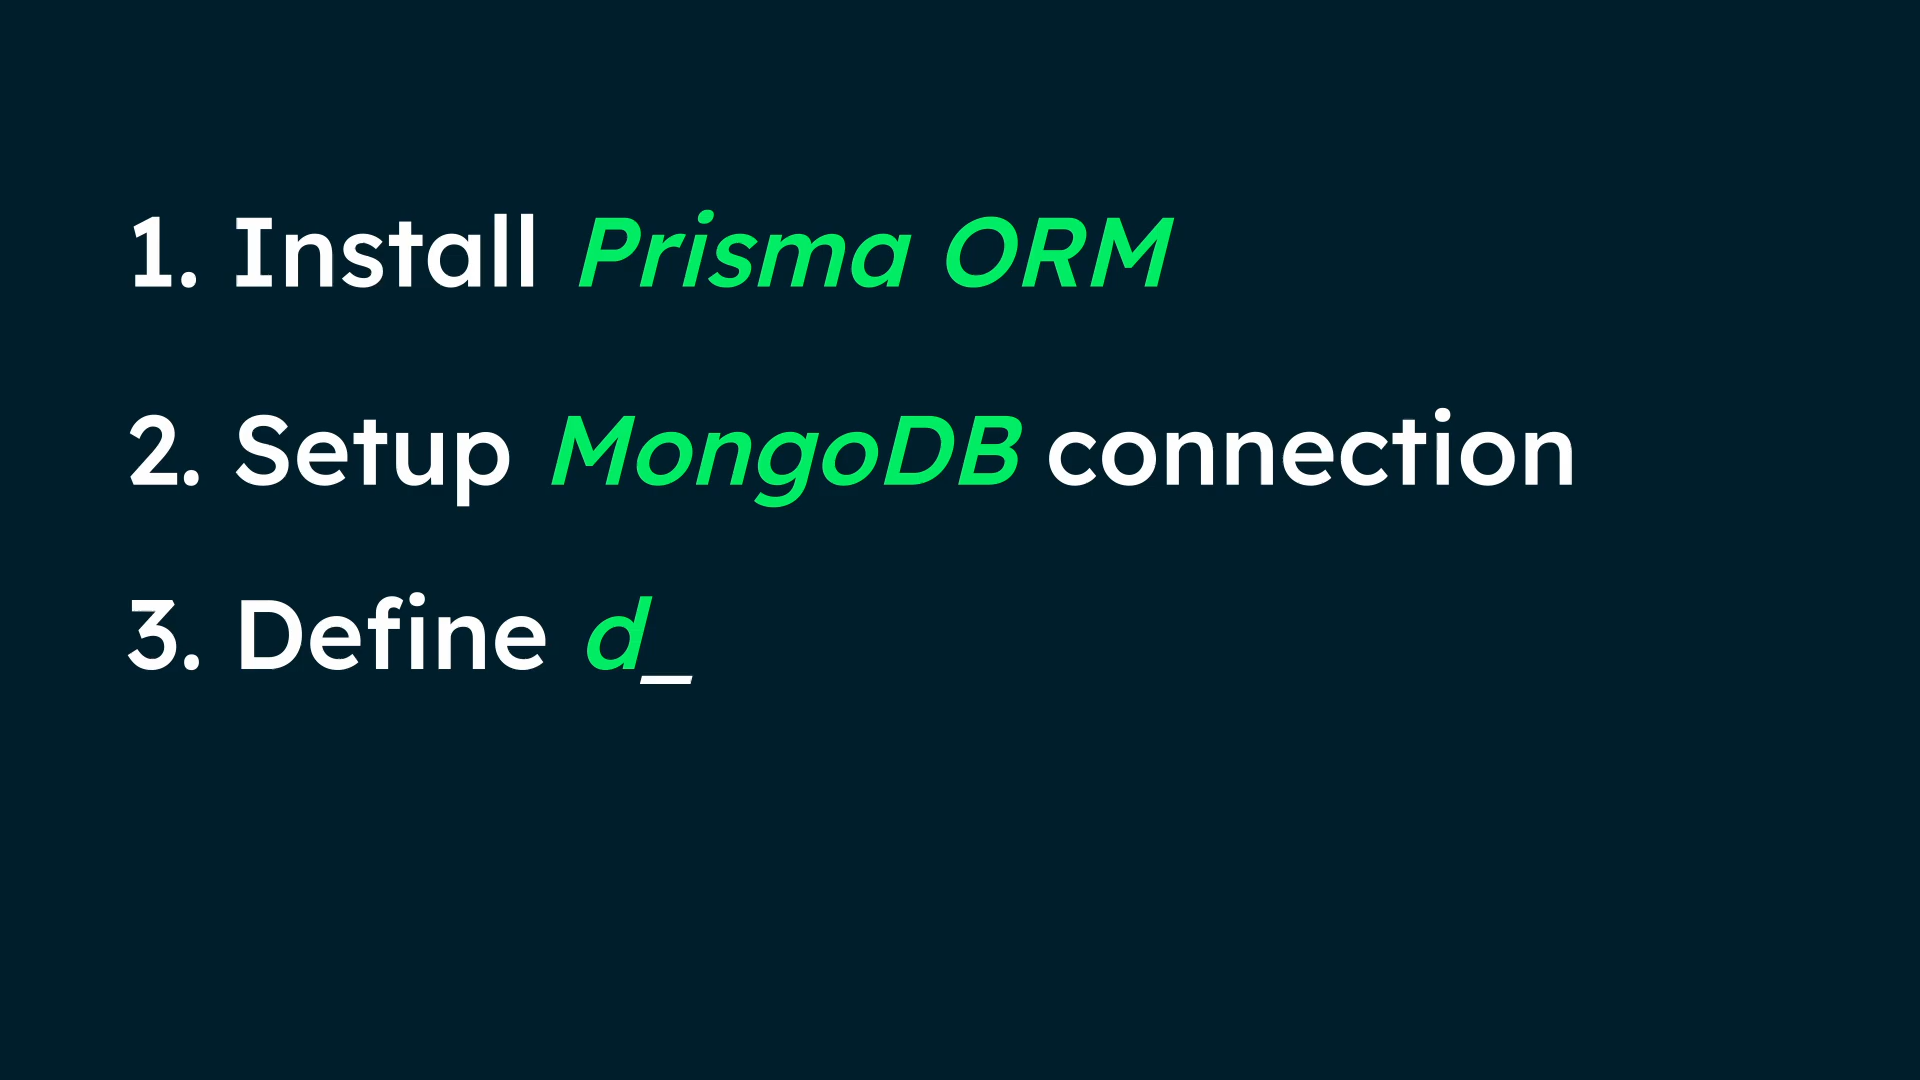 1. Install Prisma ORM
2. Setup MongoDB connection
3. Define d_